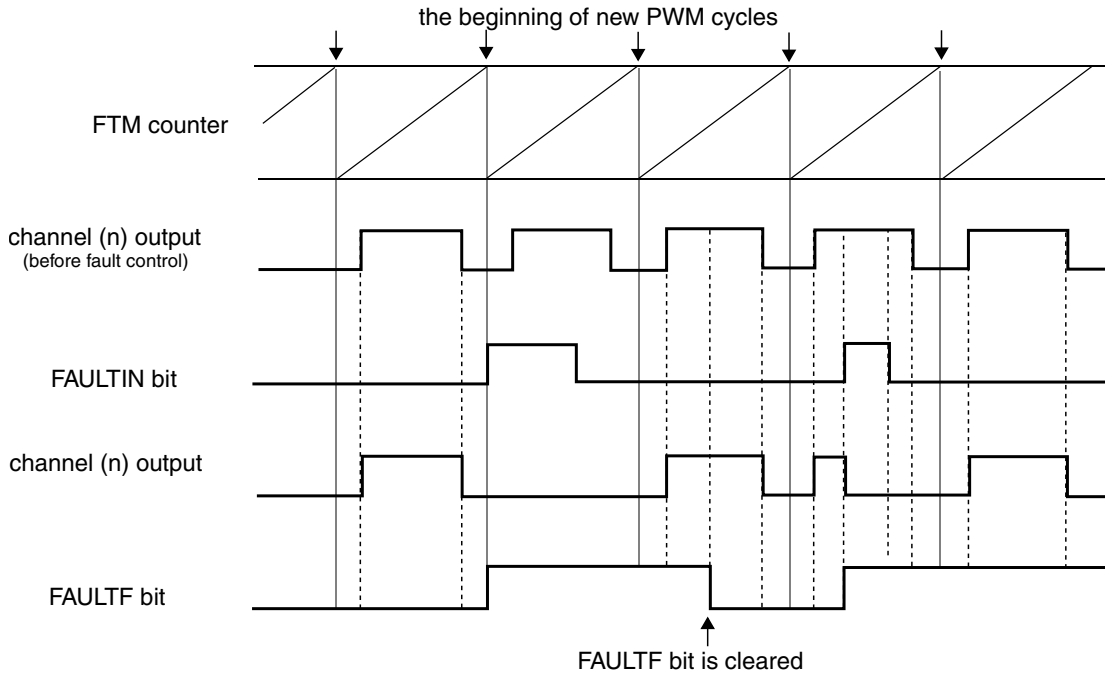 the beginning of new PWM cycles
FTM counter
channel (n) output
(before fault control)
FAULTIN bit
channel (n) output
FAULTF bit
FAULTF bit is cleared